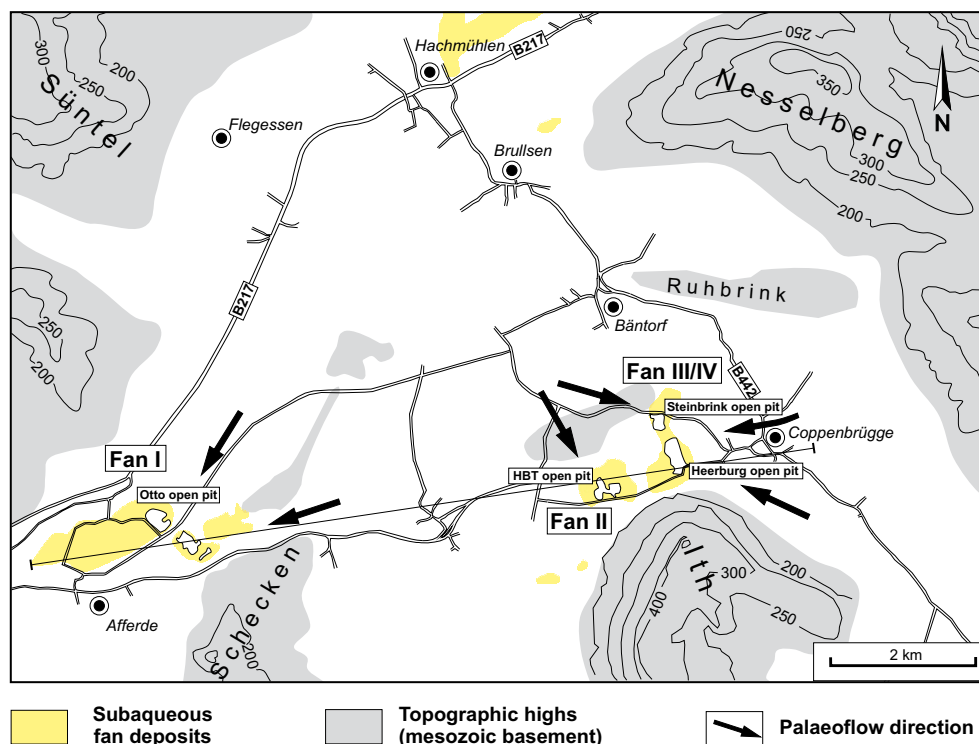 Hachmühlen
B217
250
350
Nesselberg
300
250
200
N
300
200
250
200
Süntel
Flegessen
Brullsen
B217
Ruhbrink
Bäntorf
250
200
B442
Fan III/IV
Steinbrink open pit
Coppenbrügge
Fan I
Otto open pit
HBT open pit
Heerburg open pit
Fan II
Schecken
200
Afferde
Ith
300
200
250
400
2 km
Subaqueous
fan deposits
Topographic highs
(mesozoic basement)
Palaeoflow direction